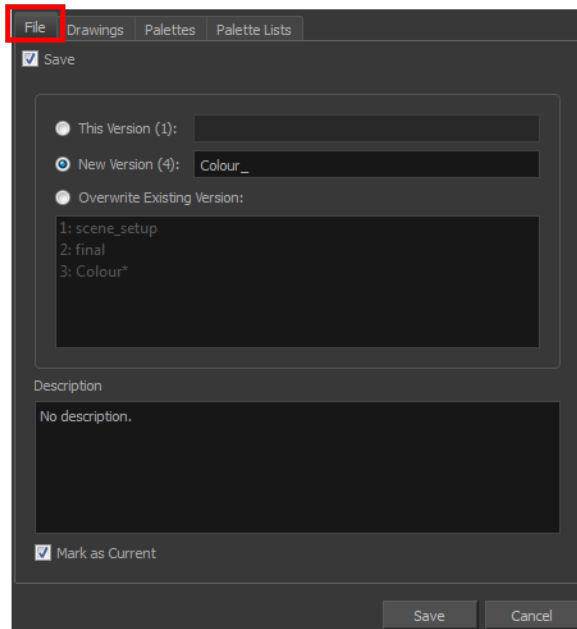 File Drawings Palettes Palette Lists
Save
This Version (1):
New Version (4): Colour_
Overwrite Existing Version:
1: scene_setup
2: final
3: Colour*
Description
No description.
Mark as Current
Save Cancel